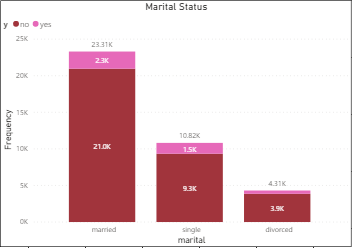 Marital Status
y no yes
25K
20K
15K
10K
5K
0K
Frequency
23.31K
2.3K
21.0K
10.82K
1.5K
9.3K
4.31K
3.9K
married single divorced
marital